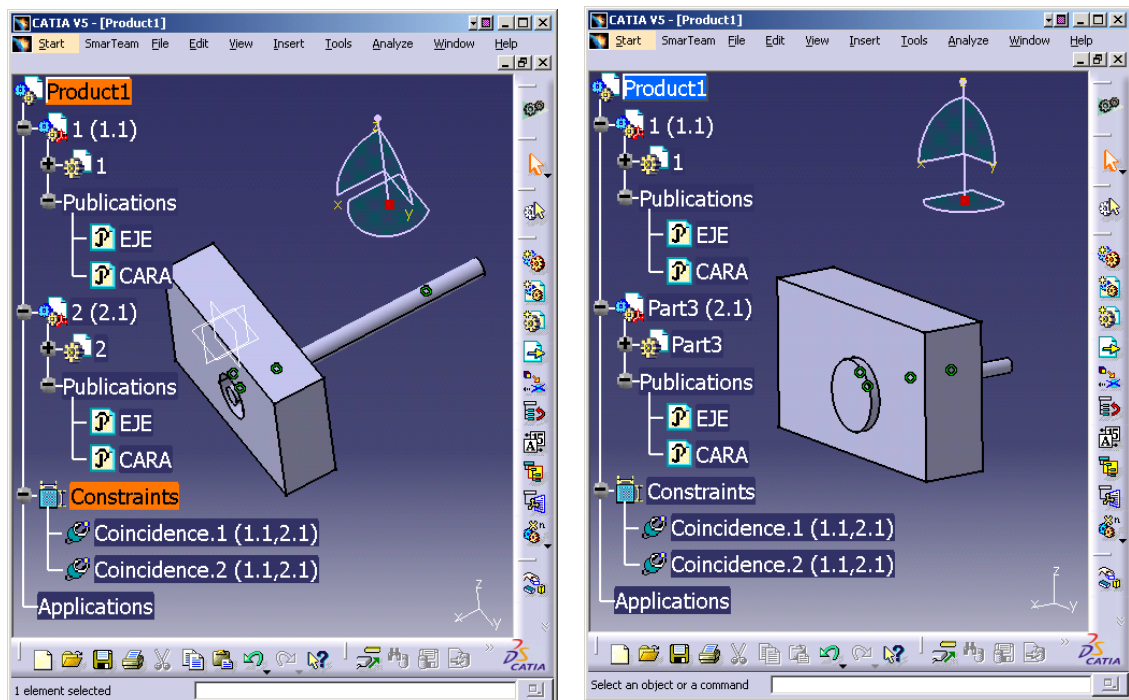 CATIA V5 - [Product1]
Start SmarTeam File Edit View Insert Tools Analyze Window Help
Product1
1 (1.1)
1
Publications
EJE
CARA
2 (2.1)
2
Publications
EJE
CARA
Constraints
Coincidence.1 (1.1,2.1)
Coincidence.2 (1.1,2.1)
Applications
z
x
y
z
x
y
CATIA
1 element selected
CATIA V5 - [Product1]
Start SmarTeam File Edit View Insert Tools Analyze Window Help
Product1
1 (1.1)
1
Publications
EJE
CARA
Part3 (2.1)
Part3
Publications
EJE
CARA
Constraints
Coincidence.1 (1.1,2.1)
Coincidence.2 (1.1,2.1)
Applications
x
y
z
x
y
CATIA
Select an object or a command